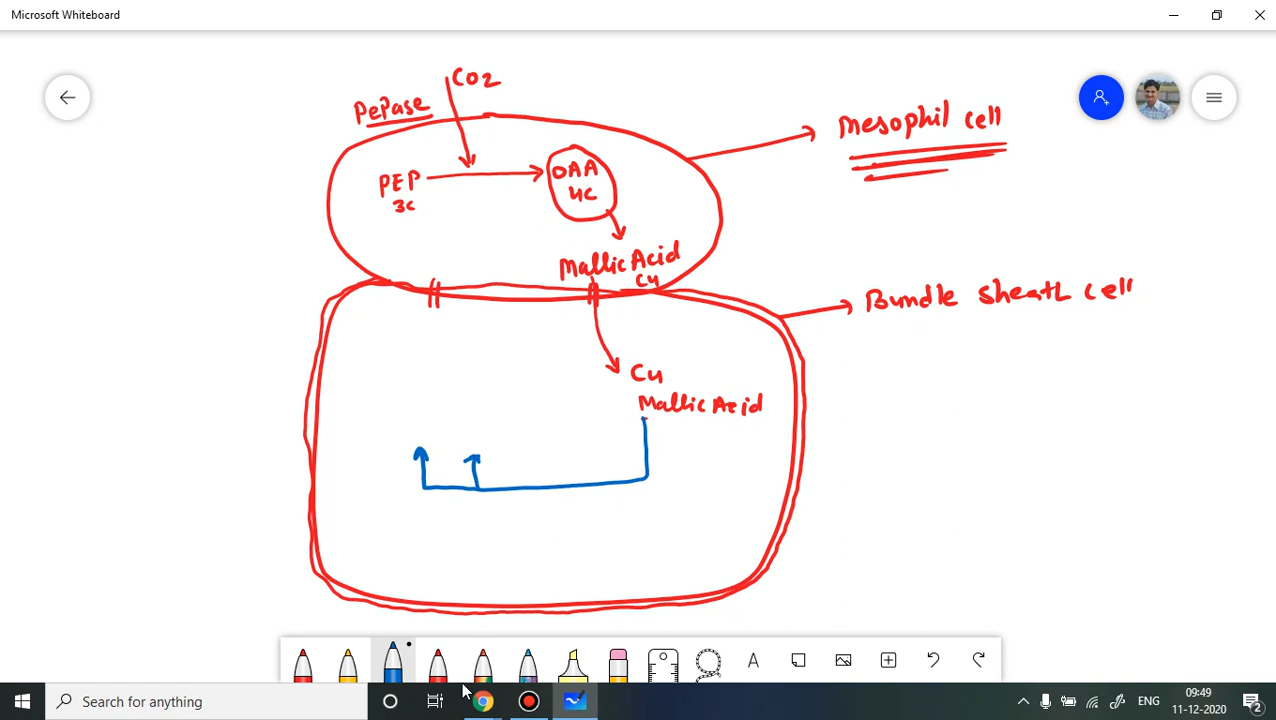 Microsoft Whiteboard
CO2
PePase
Mesophil cell
PEP
3C
OAA
4C
Mallic Acid
C4
Bundle Sheath cell
C4
Mallic Acid
A
Search for anything
ENG
09:49
11-12-2020
2